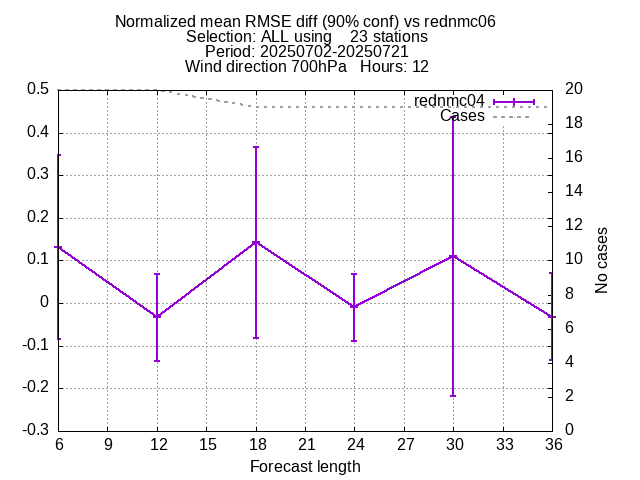 Normalized mean RMSE diff (90% conf) vs rednmc06
Selection: ALL using    23 stations
Period: 20250702-20250721
Wind direction 700hPa   Hours: 12
rednmc04
Cases
0.5
0.4
0.3
0.2
0.1
0
-0.1
-0.2
-0.3
20
18
16
14
12
10
8
6
4
2
0
No cases
6 9 12 15 18 21 24 27 30 33 36
Forecast length